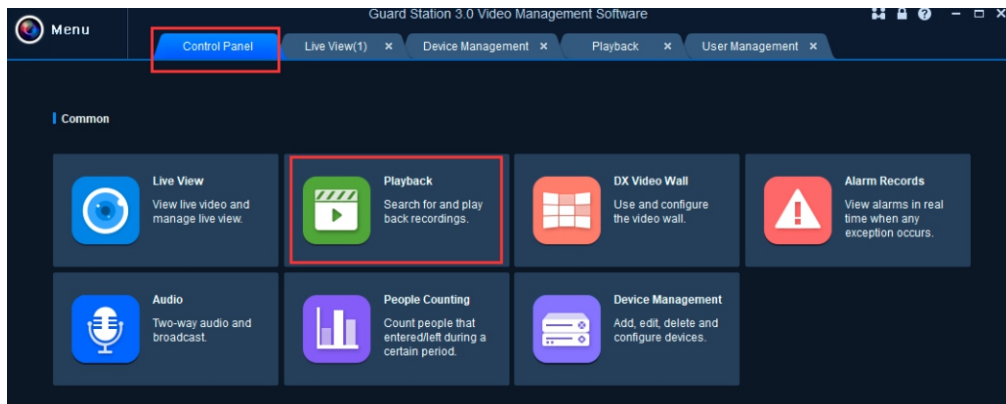 Guard Station 3.0 Video Management Software
Menu
Control Panel
Live View(1) ×
Device Management ×
Playback ×
User Management ×
Common
Live View
View live video and
manage live view.
Playback
Search for and play
back recordings.
DX Video Wall
Use and configure
the video wall.
Alarm Records
View alarms in real
time when any
exception occurs.
Audio
Two-way audio and
broadcast.
People Counting
Count people that
entered/left during a
certain period.
Device Management
Add, edit, delete and
configure devices.